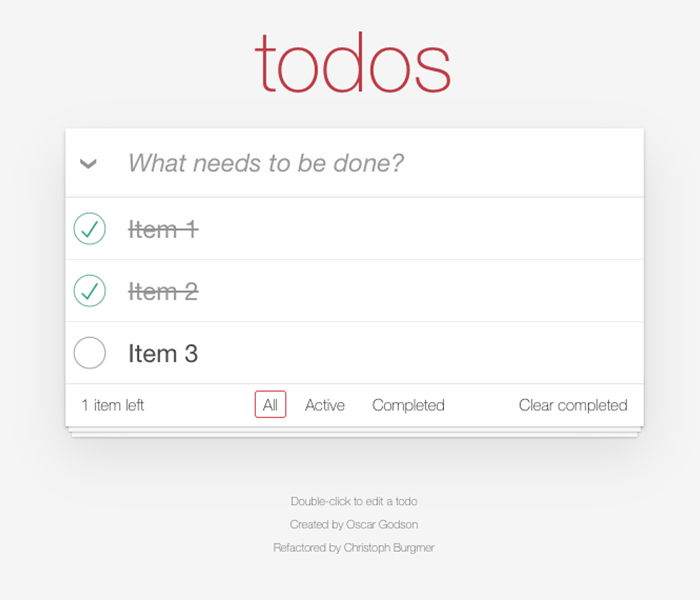 todos
What needs to be done?
Item 1
Item 2
Item 3
1 item left All Active Completed Clear completed
Double-click to edit a todo
Created by Oscar Godson
Refactored by Christoph Burgmer